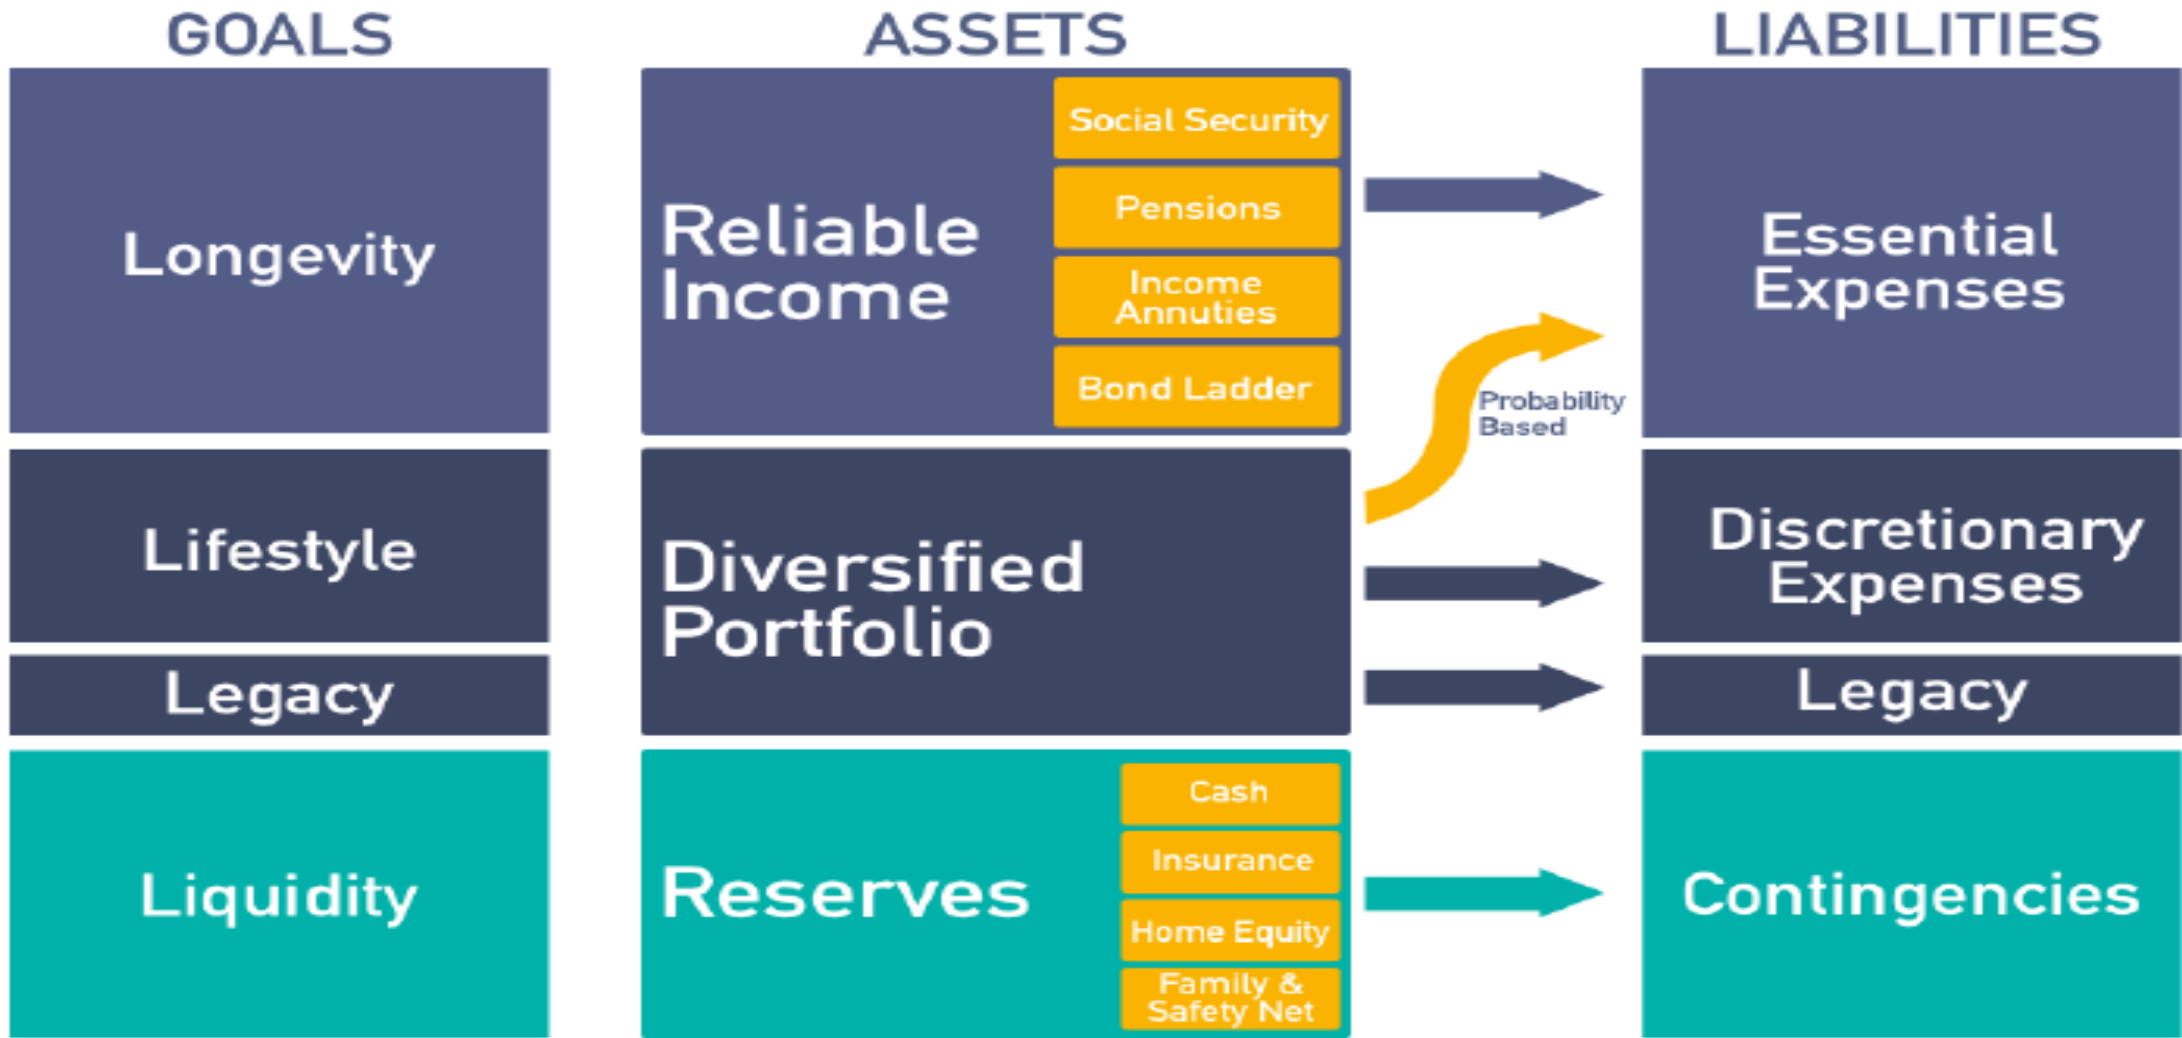 GOALS
ASSETS
LIABILITIES
Longevity
Lifestyle
Legacy
Liquidity
Reliable
Income
Social Security
Pensions
Income
Annuties
Bond Ladder
Diversified
Portfolio
Reserves
Cash
Insurance
Home Equity
Family &
Safety Net
Probability
Based
Essential
Expenses
Discretionary
Expenses
Legacy
Contingencies